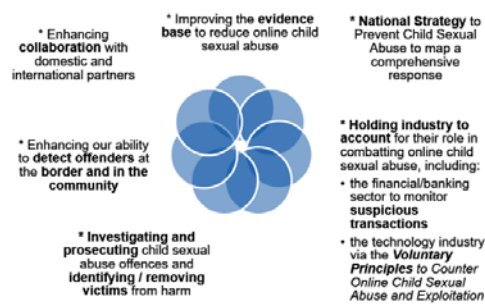 * Improving the evidence
base to reduce online child
sexual abuse
* National Strategy to
Prevent Child Sexual
Abuse to map a
comprehensive
response
* Enhancing
collaboration with
domestic and
international partners
* Holding industry to
account for their role in
combatting online child
sexual abuse, including:
• the financial/banking
sector to monitor
suspicious
transactions
• the technology industry
via the Voluntary
Principles to Counter
Online Child Sexual
Abuse and Exploitation
* Enhancing our ability
to detect offenders at
the border and in the
community
* Investigating and
prosecuting child sexual
abuse offences and
identifying / removing
victims from harm